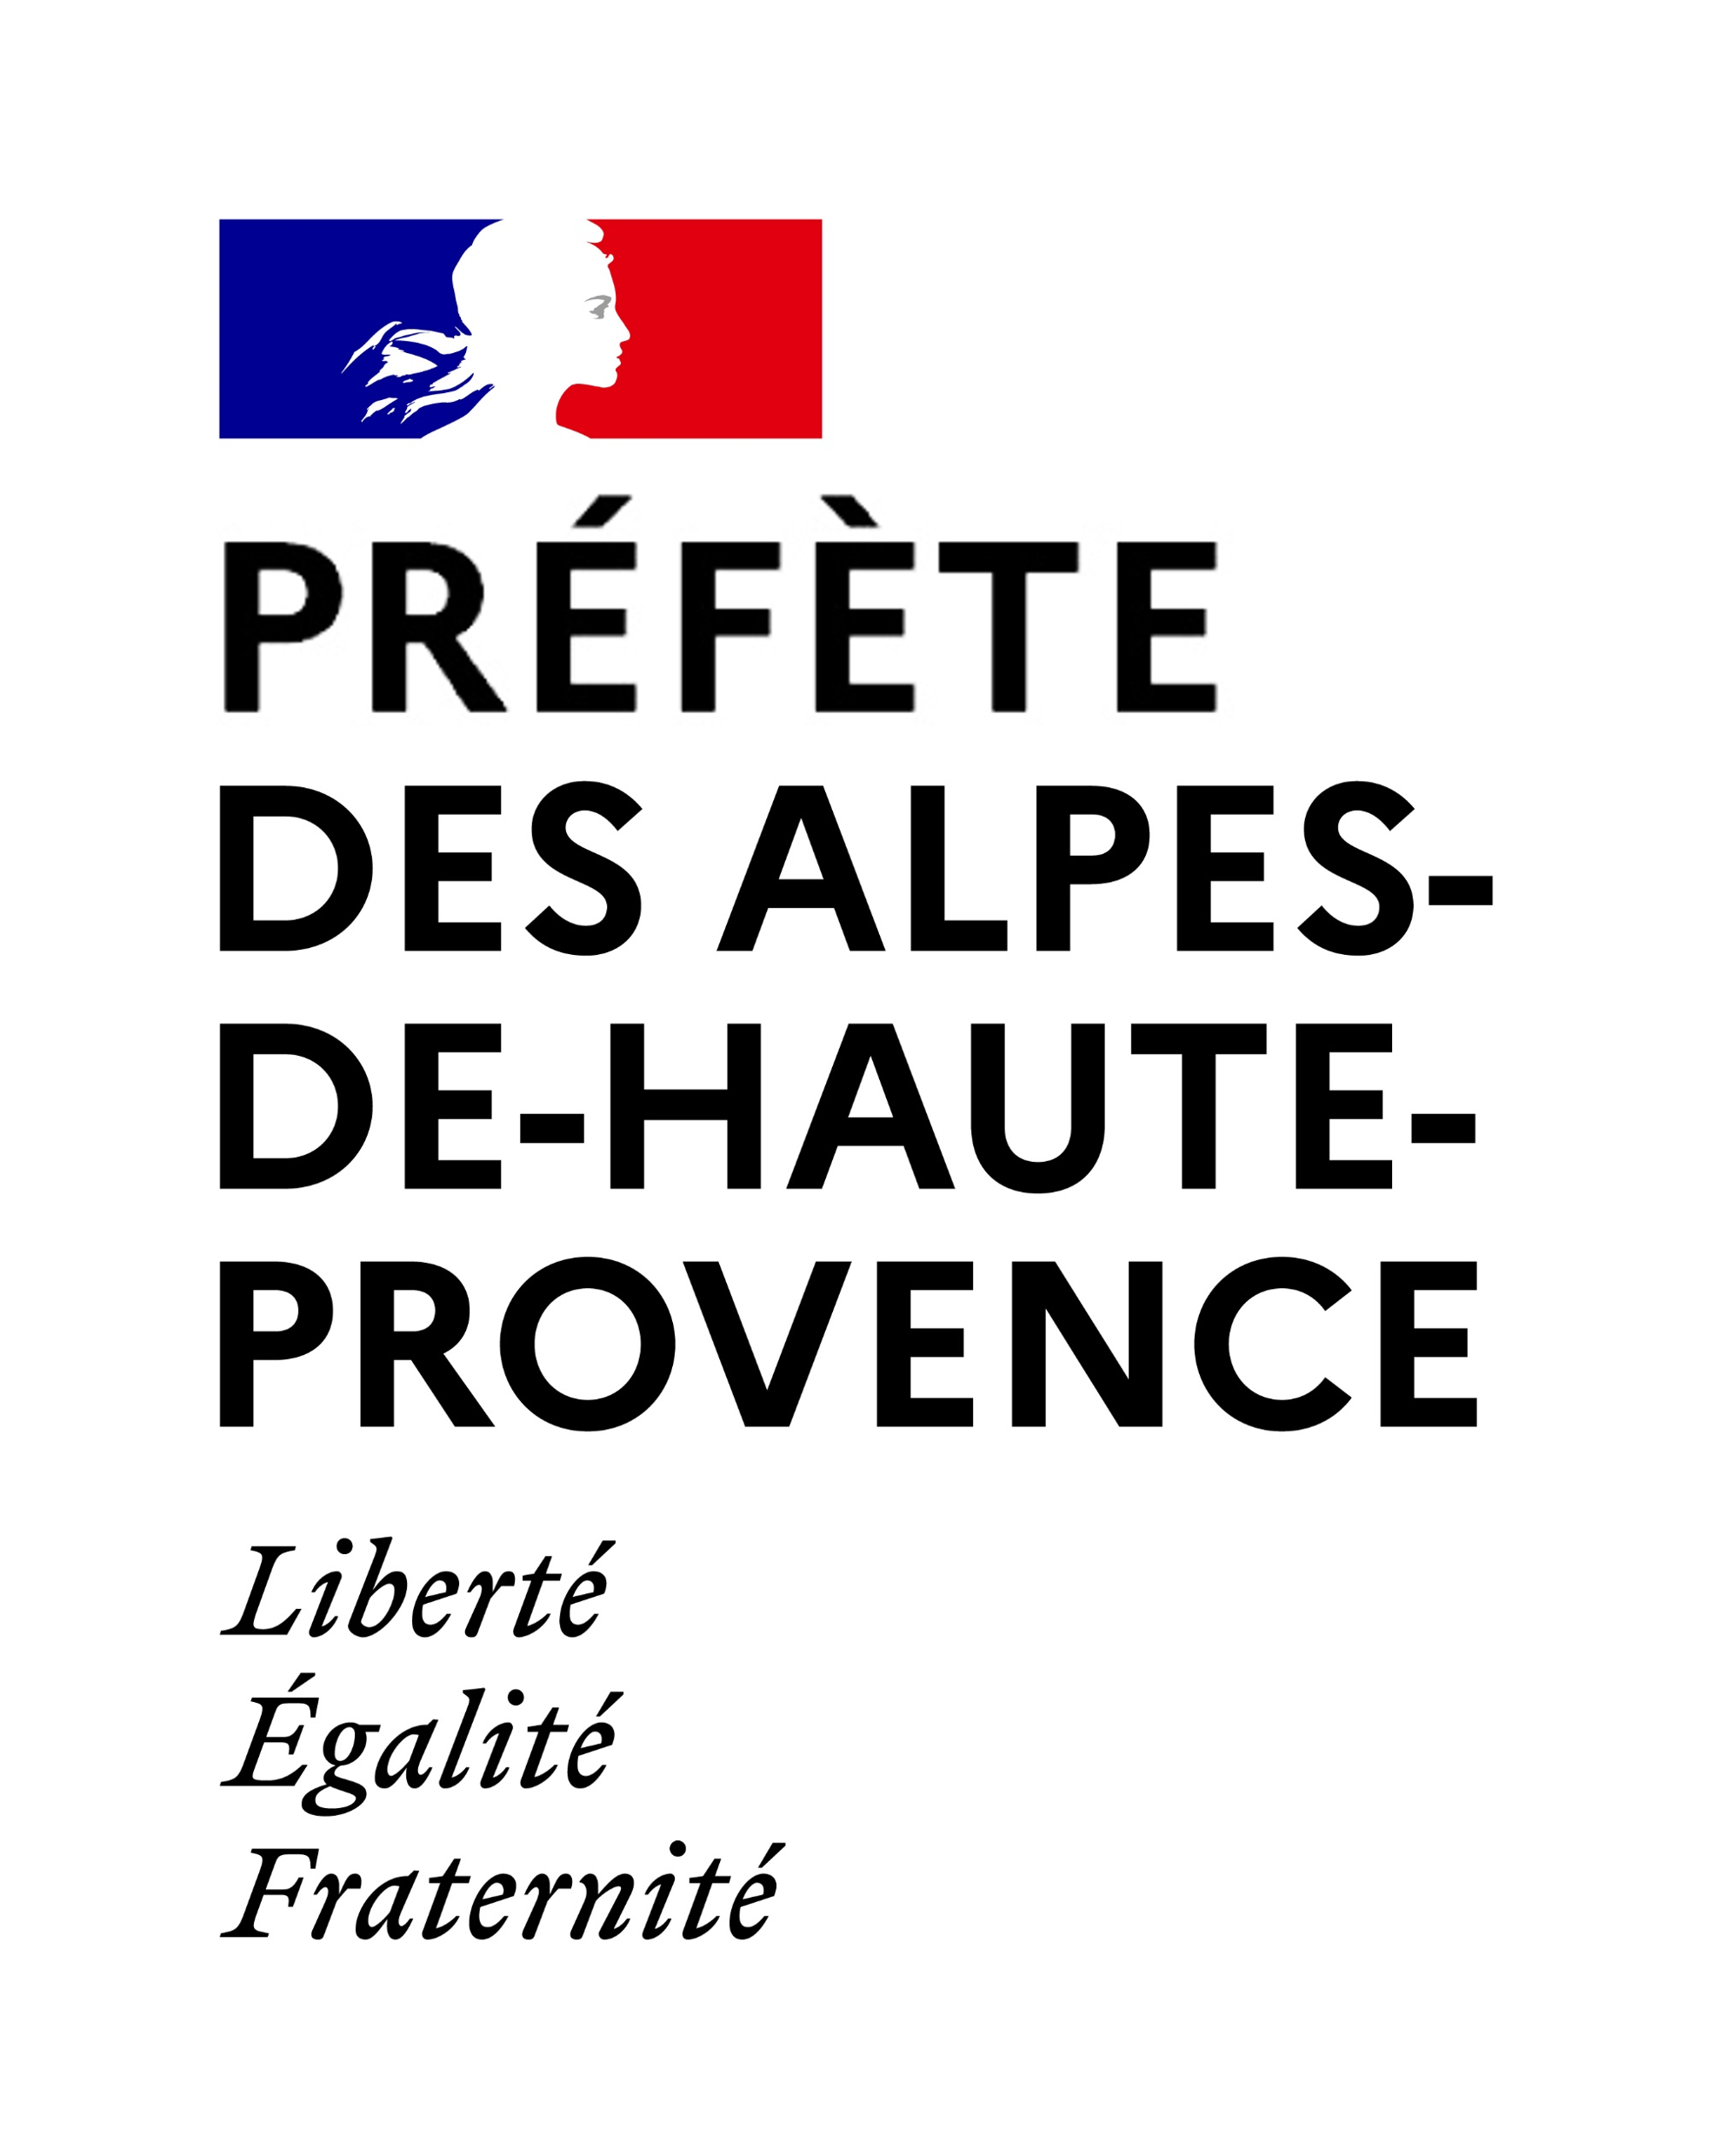 PRÉFÈTE
DES ALPES-
DE-HAUTE-
PROVENCE
Liberté
Égalité
Fraternité